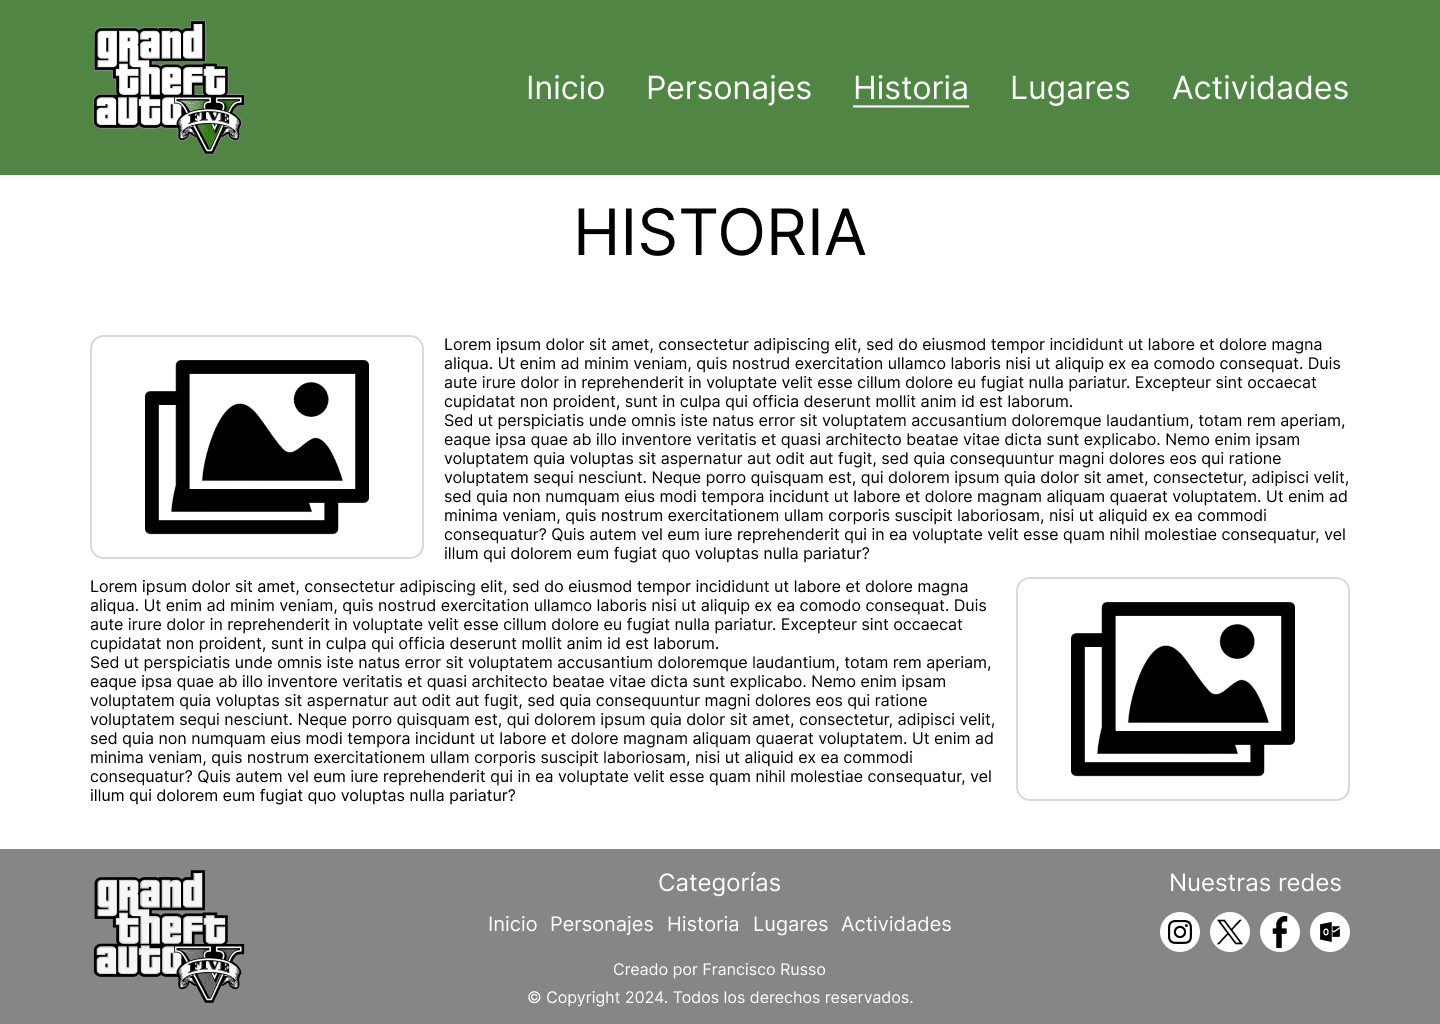 grand
theft
auto
FIVE
Inicio Personajes Historia Lugares Actividades
HISTORIA
Lorem ipsum dolor sit amet, consectetur adipiscing elit, sed do eiusmod tempor incididunt ut labore et dolore magna
aliqua. Ut enim ad minim veniam, quis nostrud exercitation ullamco laboris nisi ut aliquip ex ea comodo consequat. Duis
aute irure dolor in reprehenderit in voluptate velit esse cillum dolore eu fugiat nulla pariatur. Excepteur sint occaecat
cupidatat non proident, sunt in culpa qui officia deserunt mollit anim id est laborum.
Sed ut perspiciatis unde omnis iste natus error sit voluptatem accusantium doloremque laudantium, totam rem aperiam,
eaque ipsa quae ab illo inventore veritatis et quasi architecto beatae vitae dicta sunt explicabo. Nemo enim ipsam
voluptatem quia voluptas sit aspernatur aut odit aut fugit, sed quia consequuntur magni dolores eos qui ratione
voluptatem sequi nesciunt. Neque porro quisquam est, qui dolorem ipsum quia dolor sit amet, consectetur, adipisci velit,
sed quia non numquam eius modi tempora incidunt ut labore et dolore magnam aliquam quaerat voluptatem. Ut enim ad
minima veniam, quis nostrum exercitationem ullam corporis suscipit laboriosam, nisi ut aliquid ex ea commodi
consequatur? Quis autem vel eum iure reprehenderit qui in ea voluptate velit esse quam nihil molestiae consequatur, vel
illum qui dolorem eum fugiat quo voluptas nulla pariatur?
Lorem ipsum dolor sit amet, consectetur adipiscing elit, sed do eiusmod tempor incididunt ut labore et dolore magna
aliqua. Ut enim ad minim veniam, quis nostrud exercitation ullamco laboris nisi ut aliquip ex ea comodo consequat. Duis
aute irure dolor in reprehenderit in voluptate velit esse cillum dolore eu fugiat nulla pariatur. Excepteur sint occaecat
cupidatat non proident, sunt in culpa qui officia deserunt mollit anim id est laborum.
Sed ut perspiciatis unde omnis iste natus error sit voluptatem accusantium doloremque laudantium, totam rem aperiam,
eaque ipsa quae ab illo inventore veritatis et quasi architecto beatae vitae dicta sunt explicabo. Nemo enim ipsam
voluptatem quia voluptas sit aspernatur aut odit aut fugit, sed quia consequuntur magni dolores eos qui ratione
voluptatem sequi nesciunt. Neque porro quisquam est, qui dolorem ipsum quia dolor sit amet, consectetur, adipisci velit,
sed quia non numquam eius modi tempora incidunt ut labore et dolore magnam aliquam quaerat voluptatem. Ut enim ad
minima veniam, quis nostrum exercitationem ullam corporis suscipit laboriosam, nisi ut aliquid ex ea commodi
consequatur? Quis autem vel eum iure reprehenderit qui in ea voluptate velit esse quam nihil molestiae consequatur, vel
illum qui dolorem eum fugiat quo voluptas nulla pariatur?
grand
theft
auto
FIVE
Categorías
Inicio Personajes Historia Lugares Actividades
Creado por Francisco Russo
© Copyright 2024. Todos los derechos reservados.
Nuestras redes